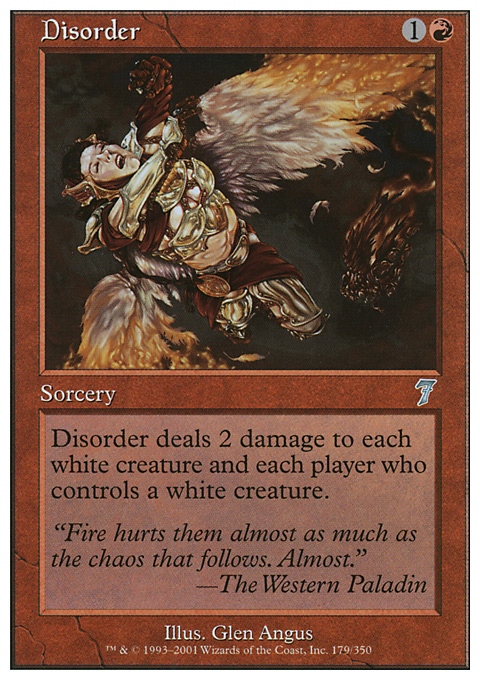 Disorder 1
Sorcery 7
Disorder deals 2 damage to each
white creature and each player who
controls a white creature.
“Fire hurts them almost as much as
the chaos that follows. Almost.”
—The Western Paladin
Illus. Glen Angus
™ & © 1993–2001 Wizards of the Coast, Inc. 179/350